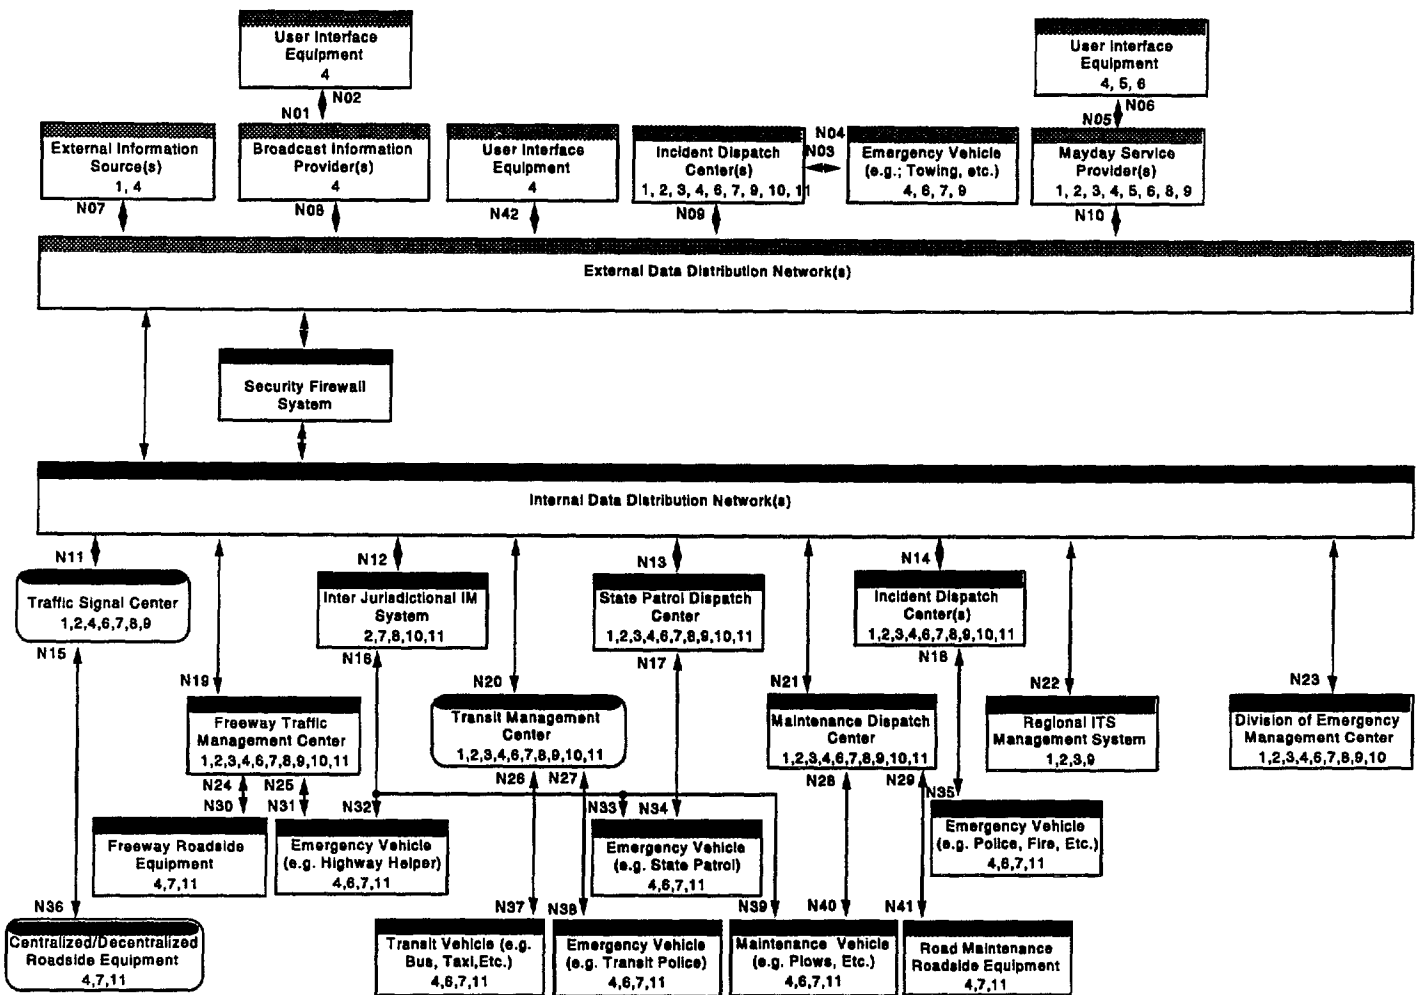 User Interface
Equipment
4
User Interface
Equipment
4, 5, 6
N02
N01
N06
N05
External Information
Source(s)
1, 4
Broadcast Information
Provider(s)
4
User Interface
Equipment
4
Incident Dispatch
Center(s)
1, 2, 3, 4, 6, 7, 9, 10, 11
N04
N03
Emergency Vehicle
(e.g.; Towing, etc.)
4, 6, 7, 9
Mayday Service
Provider(s)
1, 2, 3, 4, 5, 6, 8, 9
N07
N08
N42
N09
N10
External Data Distribution Network(s)
Security Firewall
System
Internal Data Distribution Network(s)
N11
N12
N13
N14
Traffic Signal Center
1,2,4,6,7,8,9
Inter Jurisdictional IM
System
2,7,8,10,11
State Patrol Dispatch
Center
1,2,3,4,6,7,8,9,10,11
Incident Dispatch
Center(s)
1,2,3,4,6,7,8,9,10,11
N15
N16
N17
N18
N19
N20
N21
N22
N23
Freeway Traffic
Management Center
1,2,3,4,6,7,8,9,10,11
Transit Management
Center
1,2,3,4,6,7,8,9,10,11
Maintenance Dispatch
Center
1,2,3,4,6,7,8,9,10,11
Regional ITS
Management System
1,2,3,9
Division of Emergency
Management Center
1,2,3,4,6,7,8,9,10
N24
N25
N26
N27
N28
N29
N30
N31
N32
N33
N34
N35
Freeway Roadside
Equipment
4,7,11
Emergency Vehicle
(e.g. Highway Helper)
4,6,7,11
Emergency Vehicle
(e.g. State Patrol)
4,6,7,11
Emergency Vehicle
(e.g. Police, Fire, Etc.)
4,6,7,11
N36
N37
N38
N39
N40
N41
Centralized/Decentralized
Roadside Equipment
4,7,11
Transit Vehicle (e.g.
Bus, Taxi,Etc.)
4,6,7,11
Emergency Vehicle
(e.g. Transit Police)
4,6,7,11
Maintenance Vehicle
(e.g. Plows, Etc.)
4,6,7,11
Road Maintenance
Roadside Equipment
4,7,11